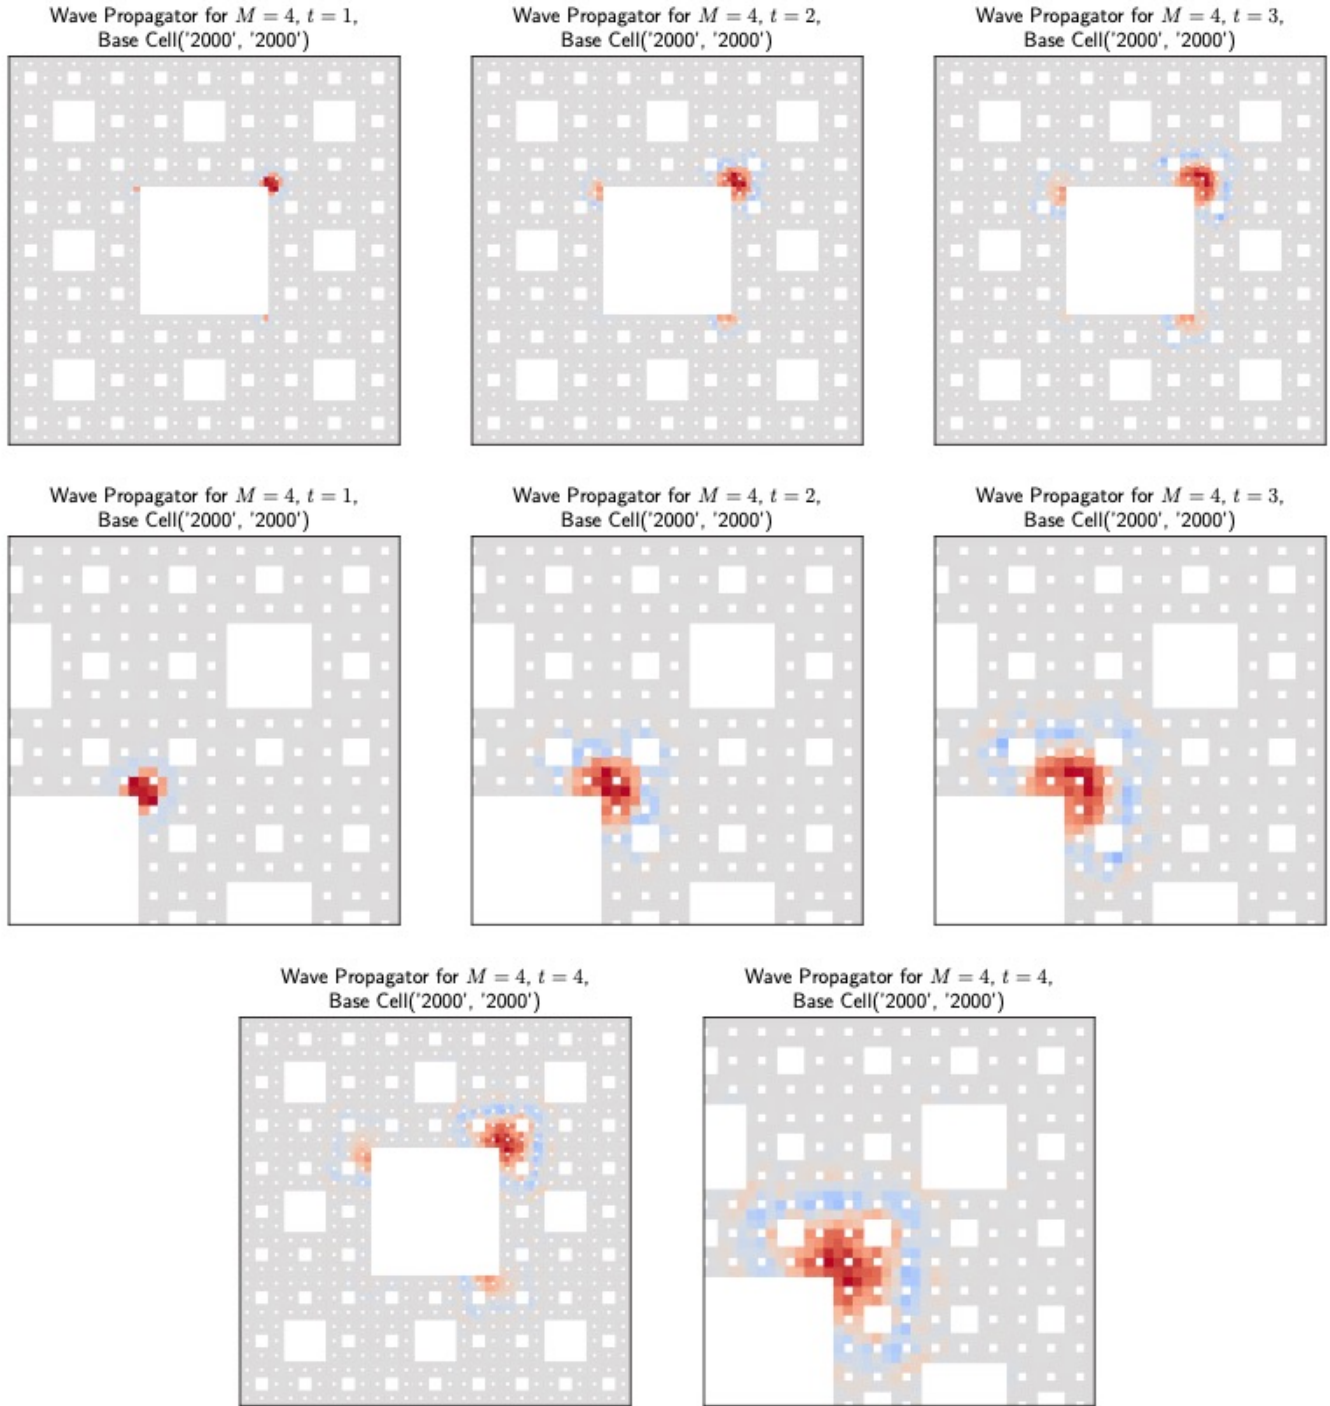 Wave Propagator for M = 4, t = 1,
Base Cell('2000', '2000')
Wave Propagator for M = 4, t = 2,
Base Cell('2000', '2000')
Wave Propagator for M = 4, t = 3,
Base Cell('2000', '2000')
Wave Propagator for M = 4, t = 1,
Base Cell('2000', '2000')
Wave Propagator for M = 4, t = 2,
Base Cell('2000', '2000')
Wave Propagator for M = 4, t = 3,
Base Cell('2000', '2000')
Wave Propagator for M = 4, t = 4,
Base Cell('2000', '2000')
Wave Propagator for M = 4, t = 4,
Base Cell('2000', '2000')